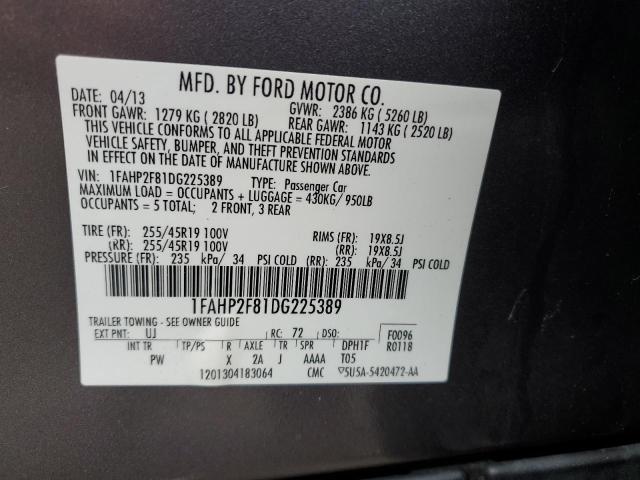 MFD. BY FORD MOTOR CO.
DATE: 04/13 GVWR: 2386 KG ( 5260 LB)
FRONT GAWR: 1279 KG ( 2820 LB) REAR GAWR: 1143 KG ( 2520 LB)
THIS VEHICLE CONFORMS TO ALL APPLICABLE FEDERAL MOTOR
VEHICLE SAFETY, BUMPER, AND THEFT PREVENTION STANDARDS
IN EFFECT ON THE DATE OF MANUFACTURE SHOWN ABOVE.
VIN: 1FAHP2F81DG225389 TYPE: Passenger Car
MAXIMUM LOAD = OCCUPANTS + LUGGAGE = 430KG/ 950LB
OCCUPANTS = 5 TOTAL; 2 FRONT, 3 REAR
TIRE (FR): 255/45R19 100V RIMS (FR): 19X8.5J
(RR): 255/45R19 100V (RR): 19X8.5J
PRESSURE (FR): 235 kPa/ 34 PSI COLD (RR): 235 kPa/ 34 PSI COLD
1FAHP2F81DG225389
TRAILER TOWING - SEE OWNER GUIDE
EXT PNT: UJ RC: 72 DSO: F0096
INT TR TP/PS R AXLE TR SPR DPH1F R0118
PW X 2A J AAAA T05
1201304183064 CMC ▽5U5A-5420472-AA